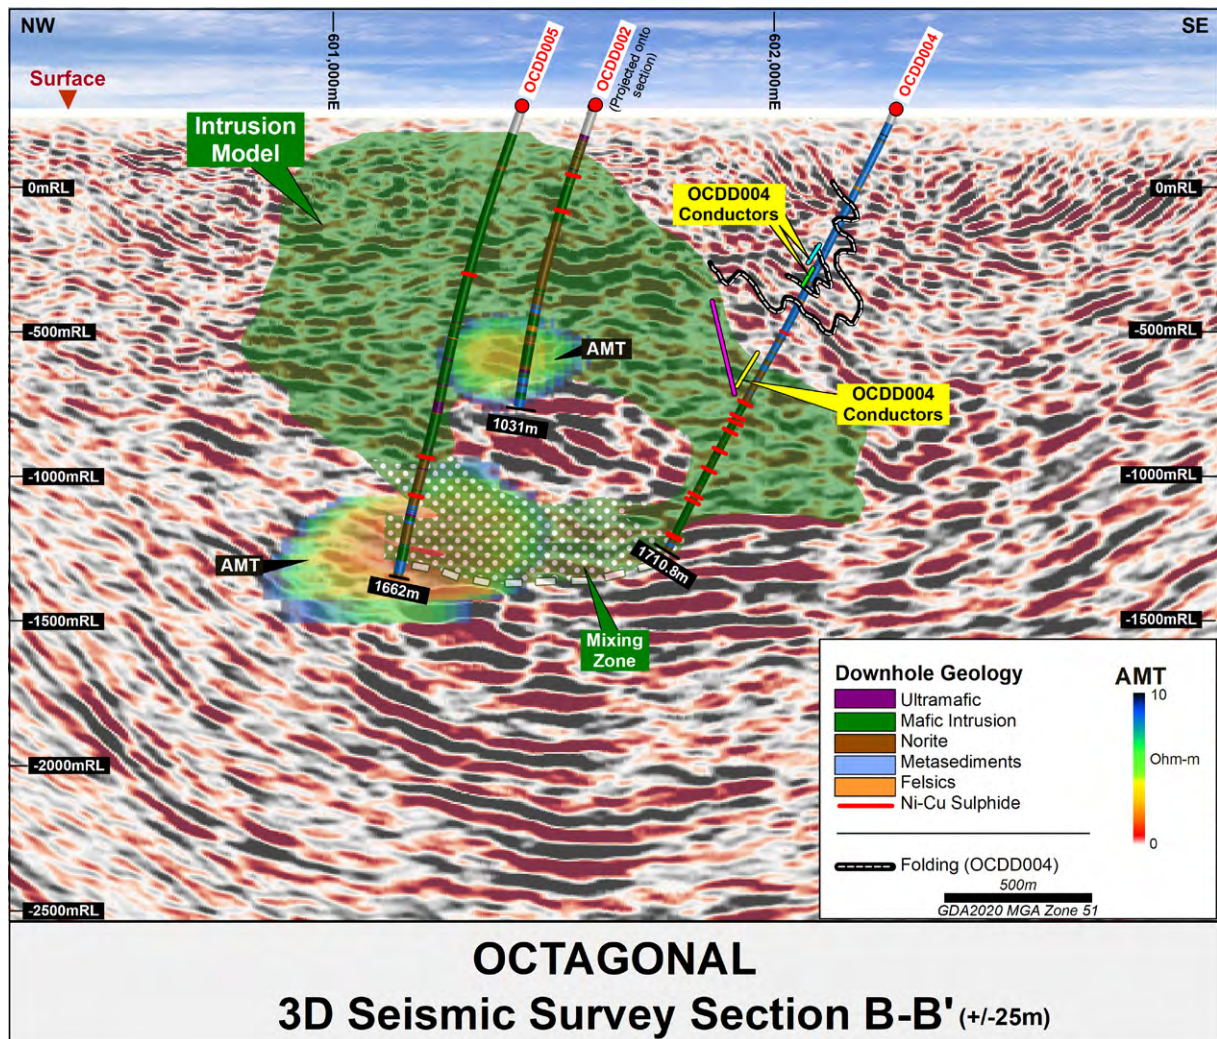 NW
SE
601,000mE
602,000mE
OCDD005
OCDD002
(Projected onto
section)
OCDD004
Surface
Intrusion
Model
0mRL
0mRL
OCDD004
Conductors
-500mRL
-500mRL
AMT
OCDD004
Conductors
1031m
-1000mRL
-1000mRL
AMT
1662m
1710.8m
-1500mRL
-1500mRL
Mixing
Zone
-2000mRL
-2500mRL
Downhole Geology
Ultramafic
Mafic Intrusion
Norite
Metasediments
Felsics
Ni-Cu Sulphide
Folding (OCDD004)
AMT
10
Ohm-m
0
500m
GDA2020 MGA Zone 51
OCTAGONAL
3D Seismic Survey Section B-B' (+/-25m)